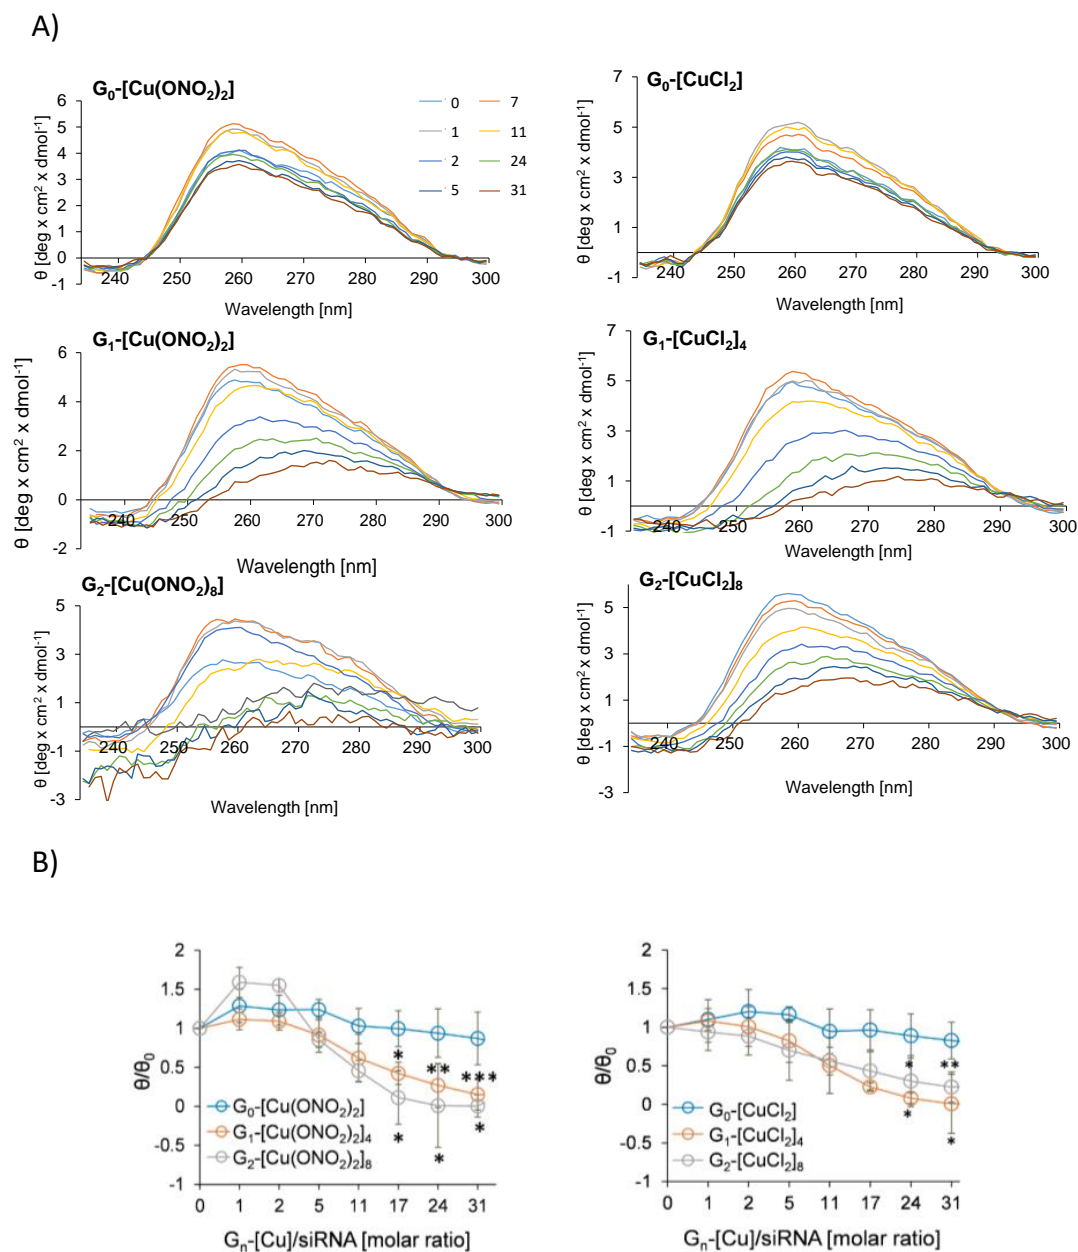 A)
G₀-[Cu(ONO₂)₂]
0 7
1 11
2 24
5 31
6
5
4
3
2
1
0
-1
θ [deg x cm² x dmol⁻¹]
240 250 260 270 280 290 300
Wavelength [nm]
G₀-[CuCl₂]
7
5
3
1
-1
θ [deg x cm² x dmol⁻¹]
240 250 260 270 280 290 300
Wavelength [nm]
G₁-[Cu(ONO₂)₂]
6
4
2
0
-2
θ [deg x cm² x dmol⁻¹]
240 250 260 270 280 290 300
Wavelength [nm]
G₁-[CuCl₂]₄
7
5
3
1
-1
θ [deg x cm² x dmol⁻¹]
240 250 260 270 280 290 300
Wavelength [nm]
G₂-[Cu(ONO₂)₈]
5
3
1
-1
-3
θ [deg x cm² x dmol⁻¹]
240 250 260 270 280 290 300
Wavelength [nm]
G₂-[CuCl₂]₈
5
3
1
-1
-3
θ [deg x cm² x dmol⁻¹]
240 250 260 270 280 290 300
Wavelength [nm]
B)
2
1.5
1
0.5
0
-0.5
-1
θ/θ₀
* ** ***
* * *
G₀-[Cu(ONO₂)₂]
G₁-[Cu(ONO₂)₂]₄
G₂-[Cu(ONO₂)₂]₈
0 1 2 5 11 17 24 31
Gₙ-[Cu]/siRNA [molar ratio]
2
1.5
1
0.5
0
-0.5
-1
θ/θ₀
* **
* *
G₀-[CuCl₂]
G₁-[CuCl₂]₄
G₂-[CuCl₂]₈
0 1 2 5 11 17 24 31
Gₙ-[Cu]/siRNA [molar ratio]